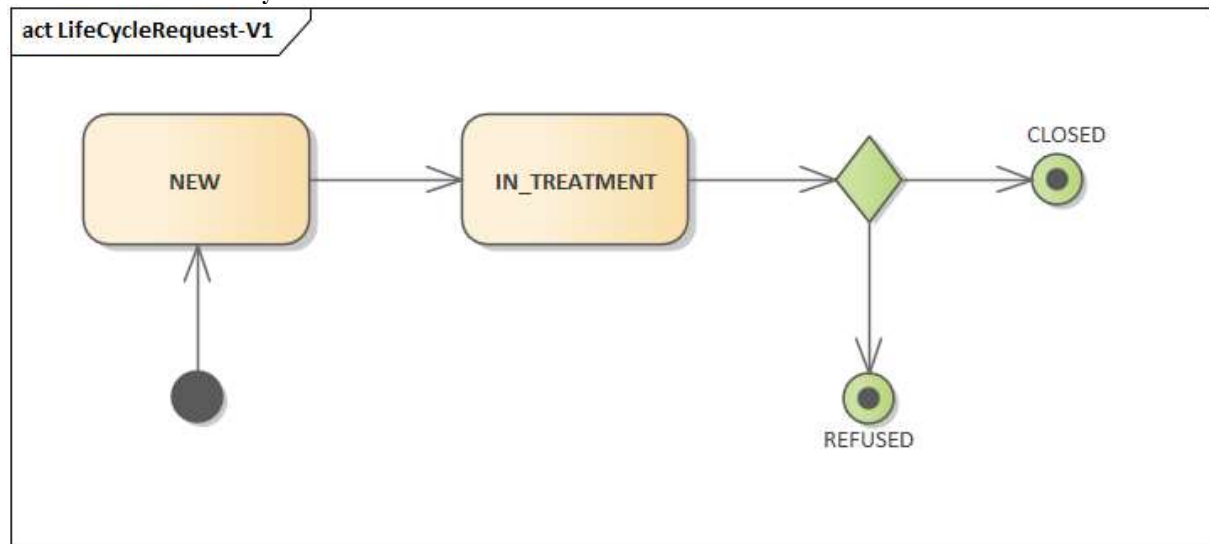 act LifeCycleRequest-V1
CLOSED
NEW
IN_TREATMENT
REFUSED